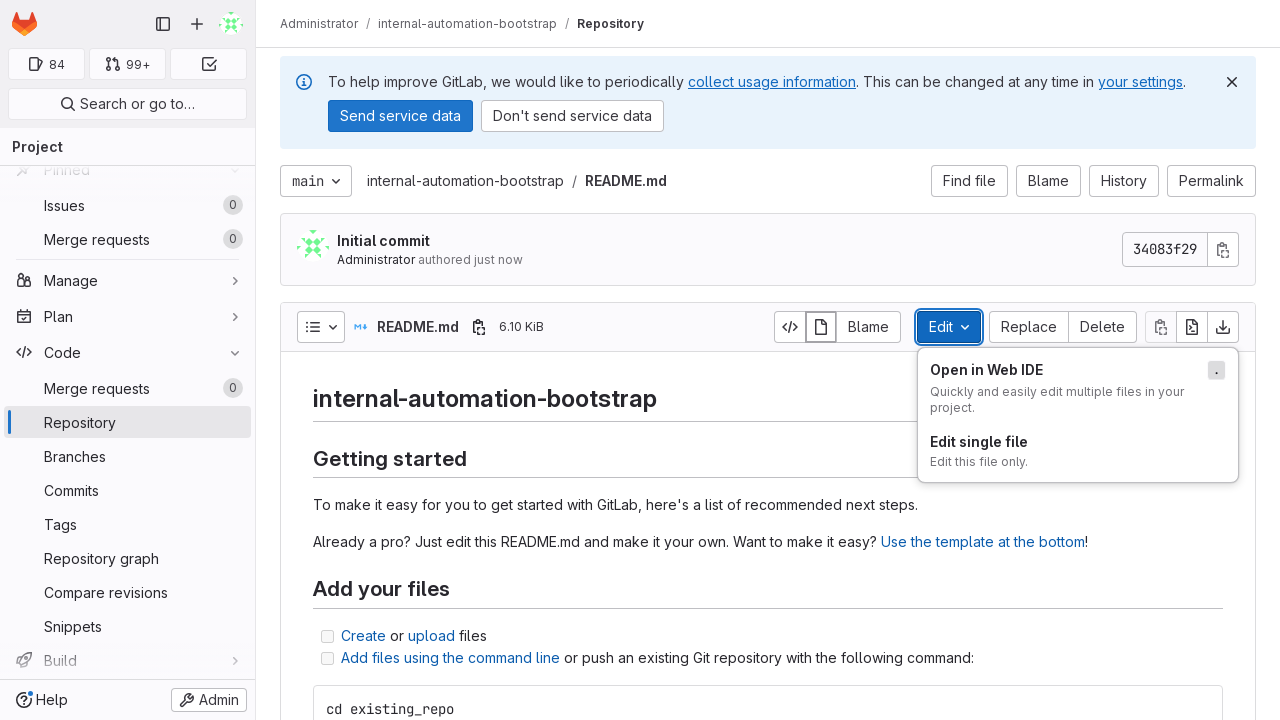 Administrator / internal-automation-bootstrap / Repository
84
99+
Search or go to…
Project
Pinned
Issues 0
Merge requests 0
Manage
Plan
Code
Merge requests 0
Repository
Branches
Commits
Tags
Repository graph
Compare revisions
Snippets
Build
Help
Admin
To help improve GitLab, we would like to periodically collect usage information. This can be changed at any time in your settings.
Send service data
Don't send service data
main
internal-automation-bootstrap / README.md
Find file
Blame
History
Permalink
Initial commit
Administrator authored just now
34083f29
README.md
6.10 KiB
Blame
Edit
Replace
Delete
Open in Web IDE .
Quickly and easily edit multiple files in your
project.
Edit single file
Edit this file only.
internal-automation-bootstrap
Getting started
To make it easy for you to get started with GitLab, here's a list of recommended next steps.
Already a pro? Just edit this README.md and make it your own. Want to make it easy? Use the template at the bottom!
Add your files
Create or upload files
Add files using the command line or push an existing Git repository with the following command:
cd existing_repo